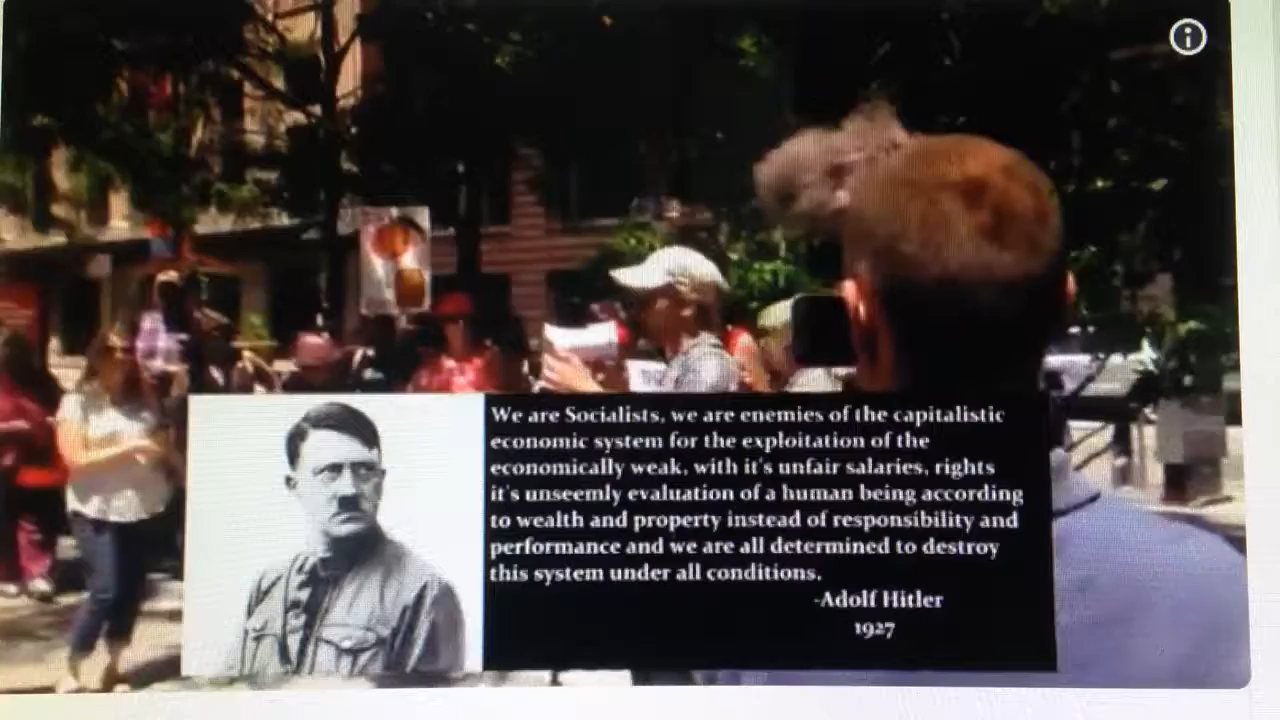 We are Socialists, we are enemies of the capitalistic
economic system for the exploitation of the
economically weak, with it's unfair salaries, rights
it's unseemly evaluation of a human being according
to wealth and property instead of responsibility and
performance and we are all determined to destroy
this system under all conditions.
-Adolf Hitler
1927